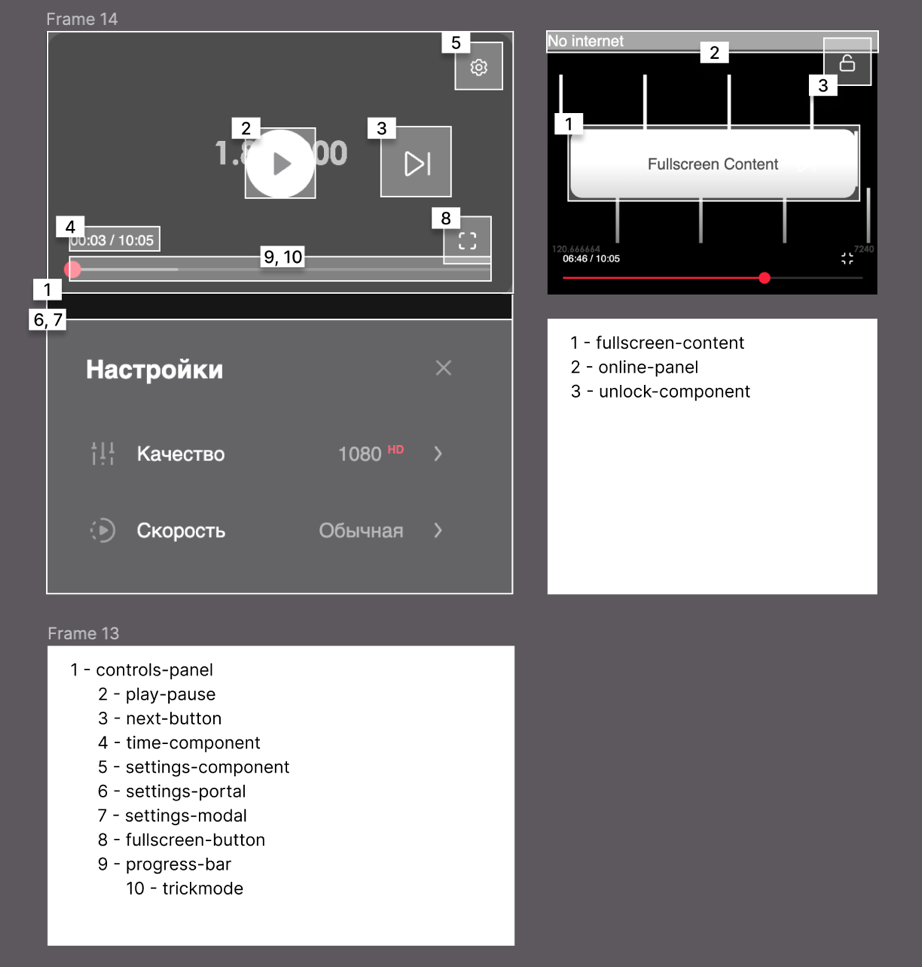 Frame 14
5
2
3
4
00:03 / 10:05
8
9, 10
1
6, 7
Настройки
Качество
1080 HD
Скорость
Обычная
No internet
2
3
1
Fullscreen Content
120.666664
7240
06:46 / 10:05
1 - fullscreen-content
2 - online-panel
3 - unlock-component
Frame 13
1 - controls-panel
2 - play-pause
3 - next-button
4 - time-component
5 - settings-component
6 - settings-portal
7 - settings-modal
8 - fullscreen-button
9 - progress-bar
10 - trickmode